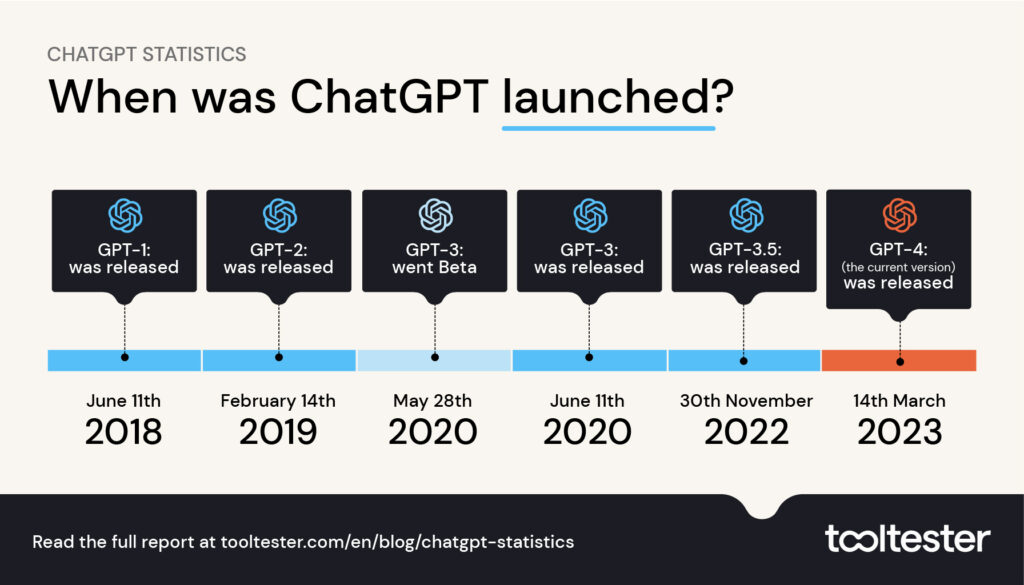 CHATGPT STATISTICS
When was ChatGPT launched?
GPT-1:
was released
GPT-2:
was released
GPT-3:
went Beta
GPT-3:
was released
GPT-3.5:
was released
GPT-4:
(the current version)
was released
June 11th
2018
February 14th
2019
May 28th
2020
June 11th
2020
30th November
2022
14th March
2023
Read the full report at tooltester.com/en/blog/chatgpt-statistics
tooltester